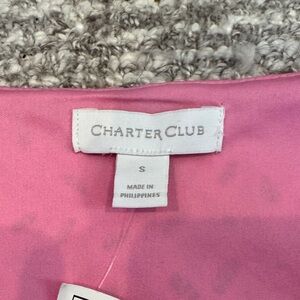 CHARTER CLUB
S
MADE IN
PHILIPPINES